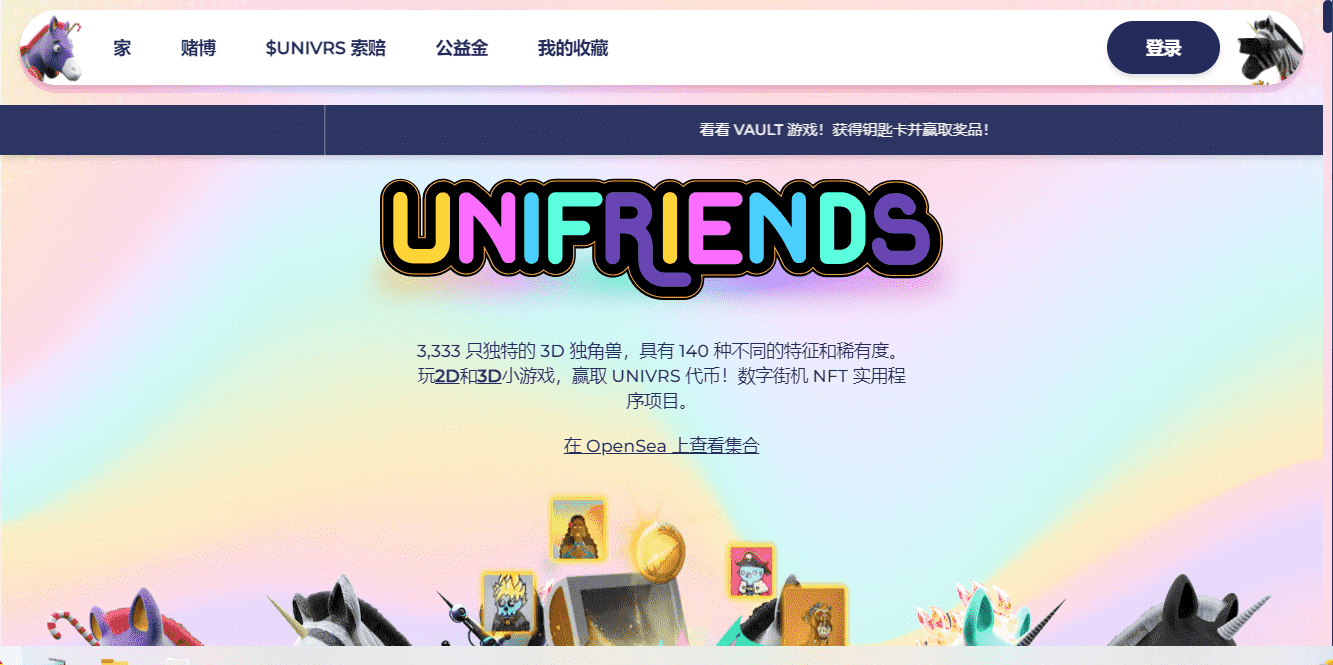 家 赌博 $UNIVRS 索赔 公益金 我的收藏 登录
看看 VAULT 游戏！获得钥匙卡并赢取奖品！
UNIFRIENDS
3,333 只独特的 3D 独角兽，具有 140 种不同的特征和稀有度。
玩2D和3D小游戏，赢取 UNIVRS 代币！数字街机 NFT 实用程
序项目。
在 OpenSea 上查看集合